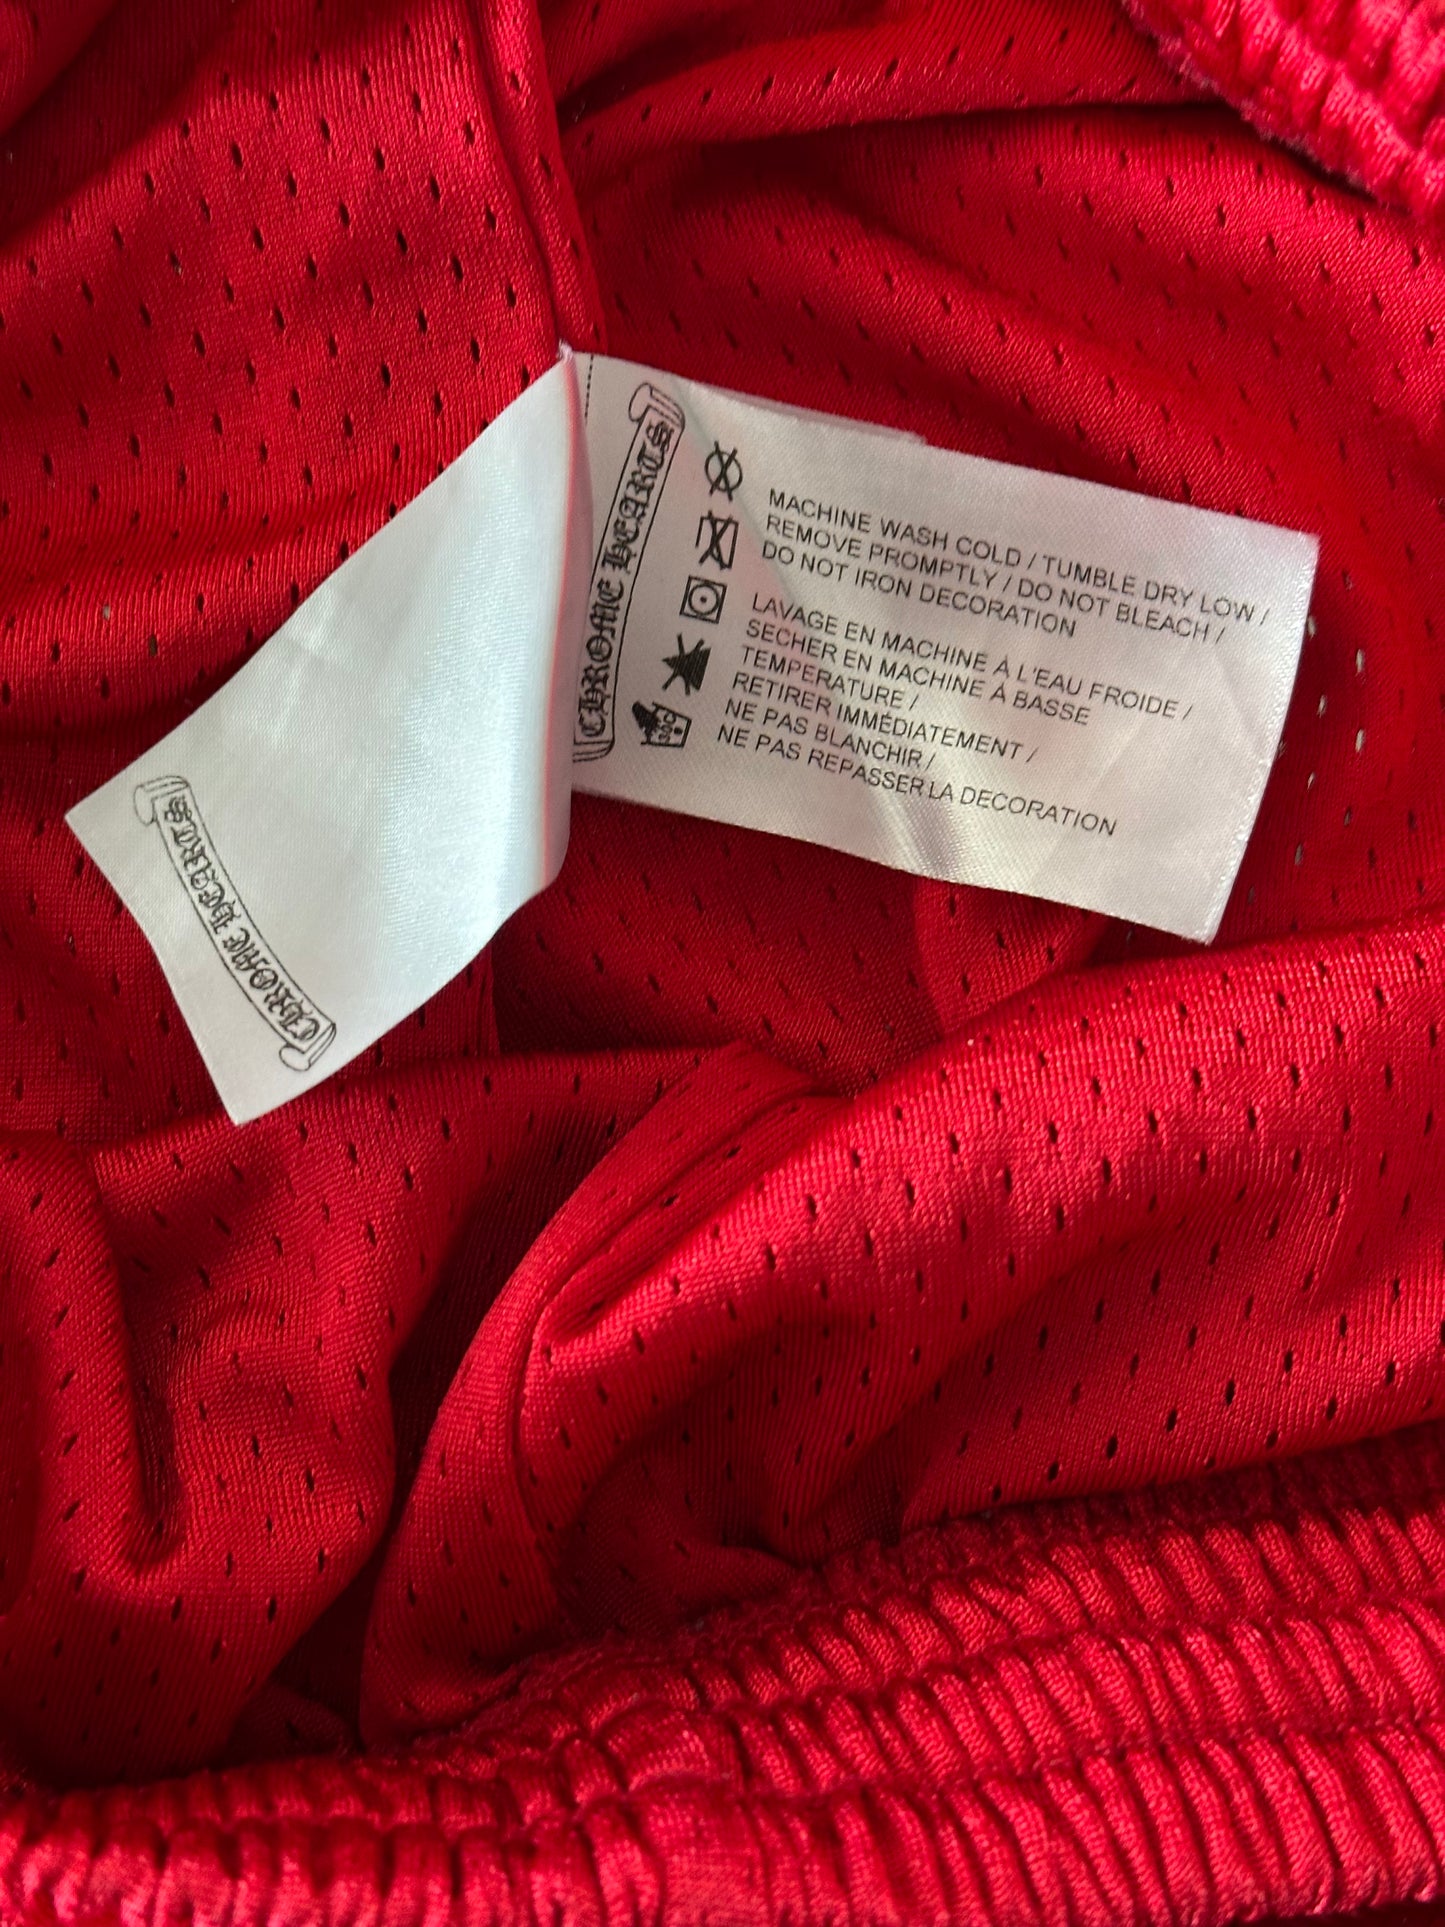 CHROME HEARTS
MACHINE WASH COLD / TUMBLE DRY LOW /
REMOVE PROMPTLY / DO NOT BLEACH /
DO NOT IRON DECORATION
LAVAGE EN MACHINE À L'EAU FROIDE /
SECHER EN MACHINE À BASSE
TEMPERATURE /
RETIRER IMMÉDIATEMENT /
NE PAS BLANCHIR /
NE PAS REPASSER LA DECORATION
30C
CHROME HEARTS